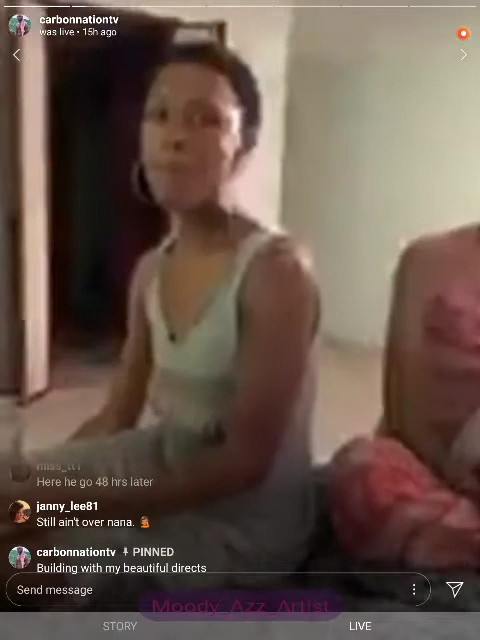 carbonnationtv
was live • 15h ago
miss_tt1
Here he go 48 hrs later
janny_lee81
Still ain't over nana.
carbonnationtv PINNED
Building with my beautiful directs
Send message
Moody_Azz_Artist
STORY LIVE